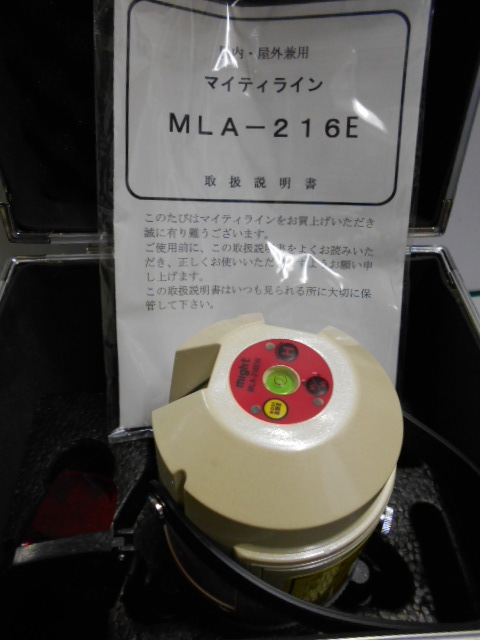 屋内・屋外兼用
マイティライン
MLA－216E
取扱説明書
このたびはマイティラインをお買上げいただき
誠に有り難うございます。
ご使用前に、この取扱説明書をよくお読みいた
だき、正しくお使いいただきますようお願い申
し上げます。
この取扱説明書はいつも見られる所に大切に保
管して下さい。
might
H
V